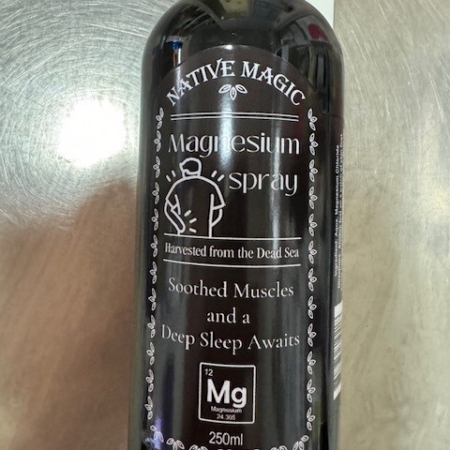 NATIVE MAGIC
Magnesium
spray
Harvested from the Dead Sea
Soothed Muscles
and a
Deep Sleep Awaits
12
Mg
Magnesium
24.305
250ml